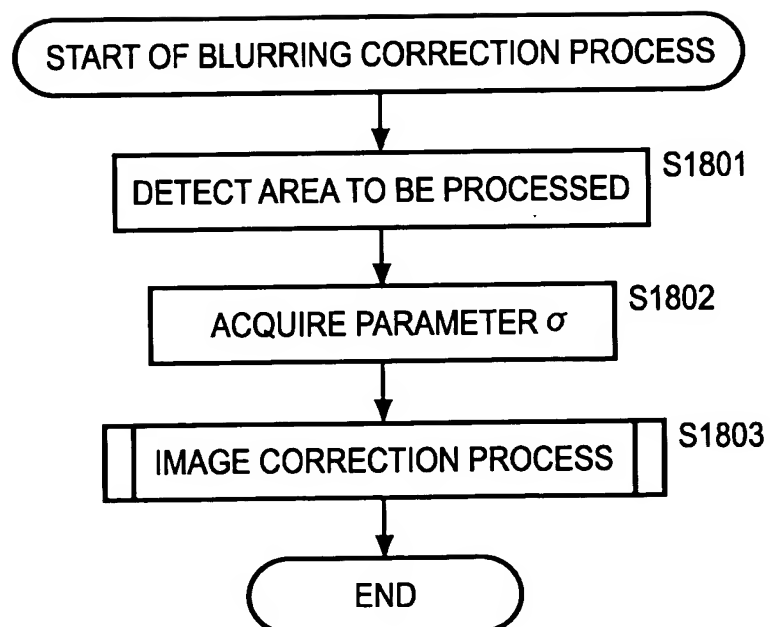 START OF BLURRING CORRECTION PROCESS
DETECT AREA TO BE PROCESSED
S1801
ACQUIRE PARAMETER σ
S1802
IMAGE CORRECTION PROCESS
S1803
END